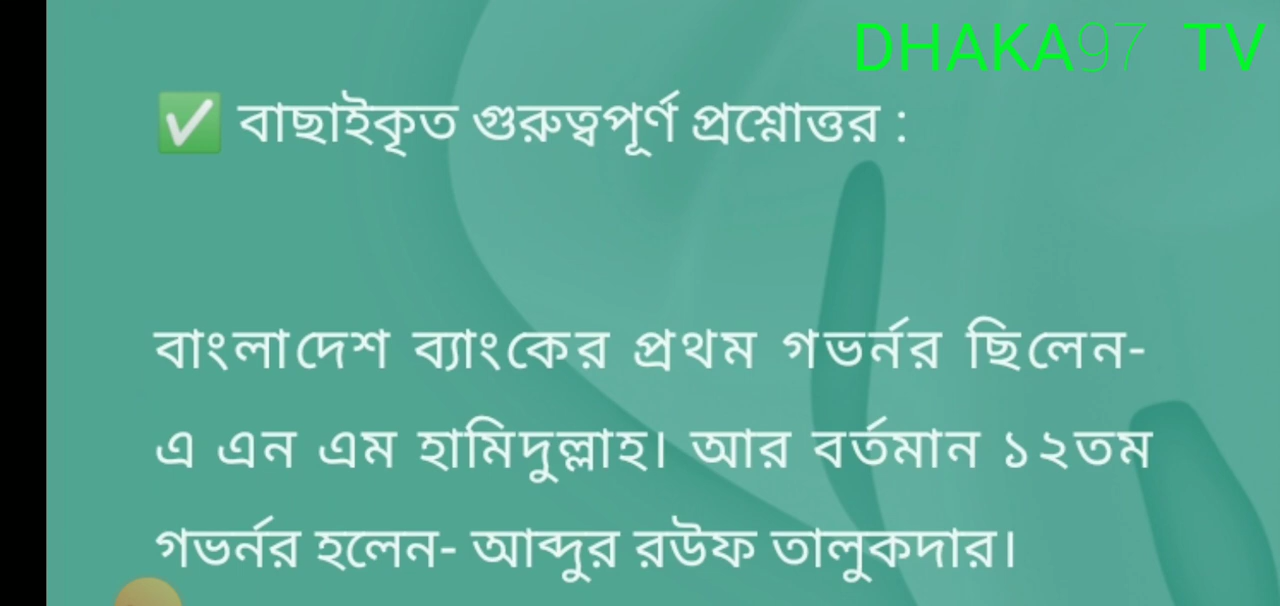 DHAKA97 TV
✅ বাছাইকৃত গুরুত্বপূর্ণ প্রশ্নোত্তর :
বাংলাদেশ ব্যাংকের প্রথম গভর্নর ছিলেন-
এ এন এম হামিদুল্লাহ। আর বর্তমান ১২তম
গভর্নর হলেন- আব্দুর রউফ তালুকদার।